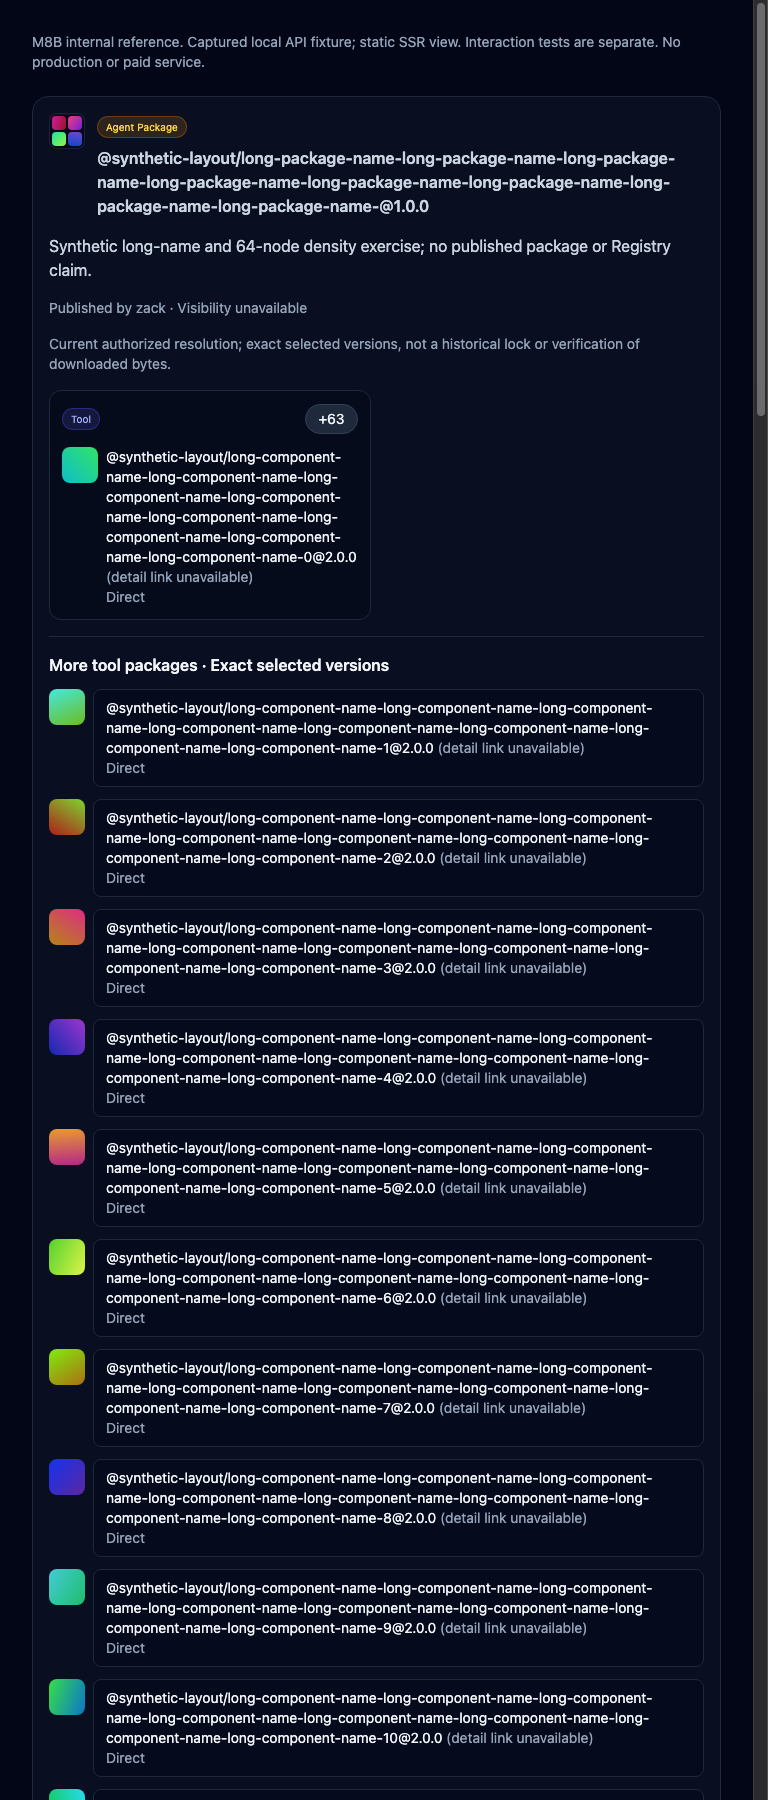 M8B internal reference. Captured local API fixture; static SSR view. Interaction tests are separate. No
production or paid service.
Agent Package
@synthetic-layout/long-package-name-long-package-name-long-package-
name-long-package-name-long-package-name-long-package-name-long-
package-name-long-package-name-@1.0.0
Synthetic long-name and 64-node density exercise; no published package or Registry
claim.
Published by zack · Visibility unavailable
Current authorized resolution; exact selected versions, not a historical lock or verification of
downloaded bytes.
Tool
+63
@synthetic-layout/long-component-
name-long-component-name-long-
component-name-long-component-
name-long-component-name-long-
component-name-long-component-
name-long-component-name-0@2.0.0
(detail link unavailable)
Direct
More tool packages · Exact selected versions
@synthetic-layout/long-component-name-long-component-name-long-component-
name-long-component-name-long-component-name-long-component-name-long-
component-name-long-component-name-1@2.0.0 (detail link unavailable)
Direct
@synthetic-layout/long-component-name-long-component-name-long-component-
name-long-component-name-long-component-name-long-component-name-long-
component-name-long-component-name-2@2.0.0 (detail link unavailable)
Direct
@synthetic-layout/long-component-name-long-component-name-long-component-
name-long-component-name-long-component-name-long-component-name-long-
component-name-long-component-name-3@2.0.0 (detail link unavailable)
Direct
@synthetic-layout/long-component-name-long-component-name-long-component-
name-long-component-name-long-component-name-long-component-name-long-
component-name-long-component-name-4@2.0.0 (detail link unavailable)
Direct
@synthetic-layout/long-component-name-long-component-name-long-component-
name-long-component-name-long-component-name-long-component-name-long-
component-name-long-component-name-5@2.0.0 (detail link unavailable)
Direct
@synthetic-layout/long-component-name-long-component-name-long-component-
name-long-component-name-long-component-name-long-component-name-long-
component-name-long-component-name-6@2.0.0 (detail link unavailable)
Direct
@synthetic-layout/long-component-name-long-component-name-long-component-
name-long-component-name-long-component-name-long-component-name-long-
component-name-long-component-name-7@2.0.0 (detail link unavailable)
Direct
@synthetic-layout/long-component-name-long-component-name-long-component-
name-long-component-name-long-component-name-long-component-name-long-
component-name-long-component-name-8@2.0.0 (detail link unavailable)
Direct
@synthetic-layout/long-component-name-long-component-name-long-component-
name-long-component-name-long-component-name-long-component-name-long-
component-name-long-component-name-9@2.0.0 (detail link unavailable)
Direct
@synthetic-layout/long-component-name-long-component-name-long-component-
name-long-component-name-long-component-name-long-component-name-long-
component-name-long-component-name-10@2.0.0 (detail link unavailable)
Direct